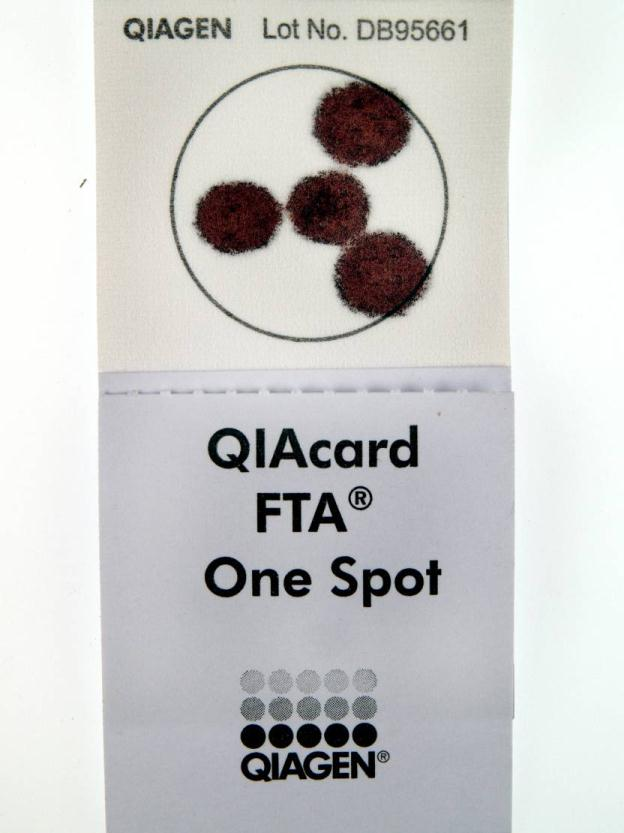 QIAGEN Lot No. DB95661
QIAcard
FTA®
One Spot
QIAGEN®